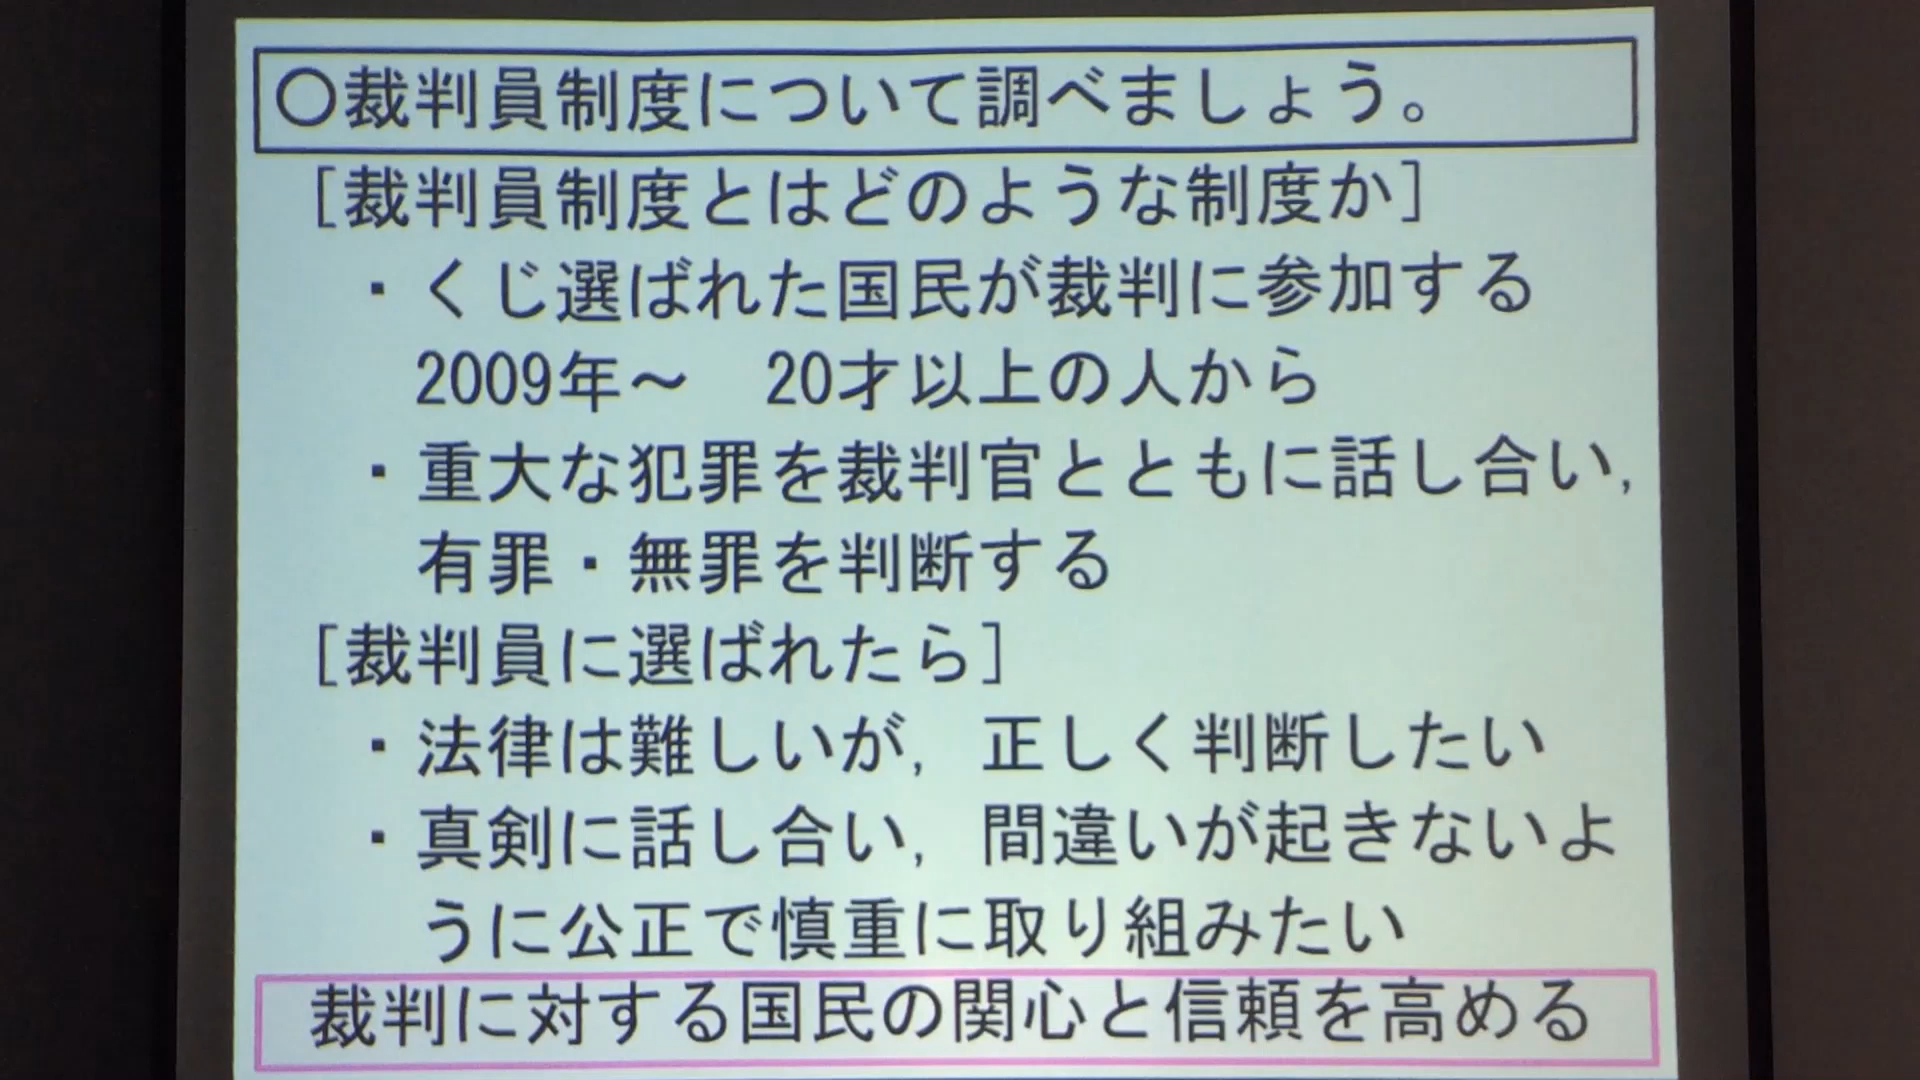 ○裁判員制度について調べましょう。
[裁判員制度とはどのような制度か]
・くじ選ばれた国民が裁判に参加する
2009年～　20才以上の人から
・重大な犯罪を裁判官とともに話し合い,
有罪・無罪を判断する
[裁判員に選ばれたら]
・法律は難しいが, 正しく判断したい
・真剣に話し合い, 間違いが起きないよ
うに公正で慎重に取り組みたい
裁判に対する国民の関心と信頼を高める